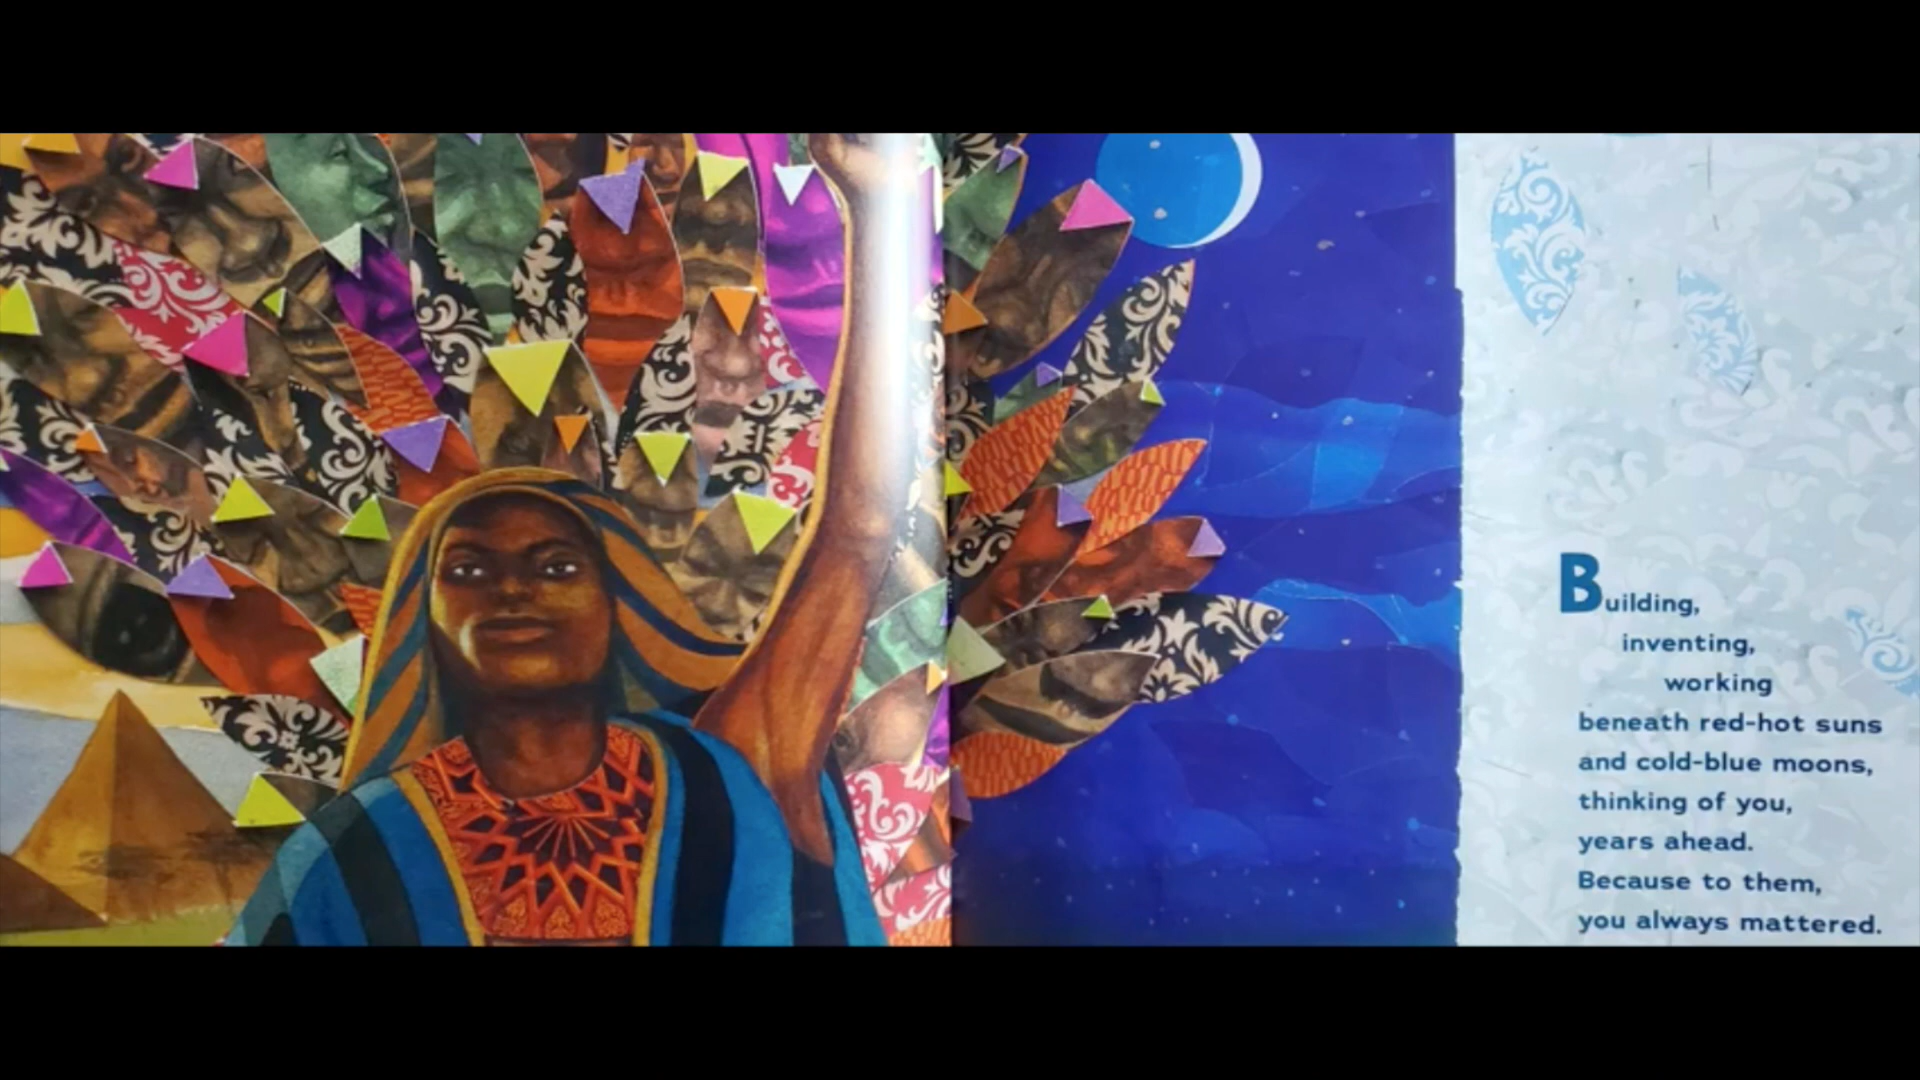 Building,
inventing,
working
beneath red-hot suns
and cold-blue moons,
thinking of you,
years ahead.
Because to them,
you always mattered.